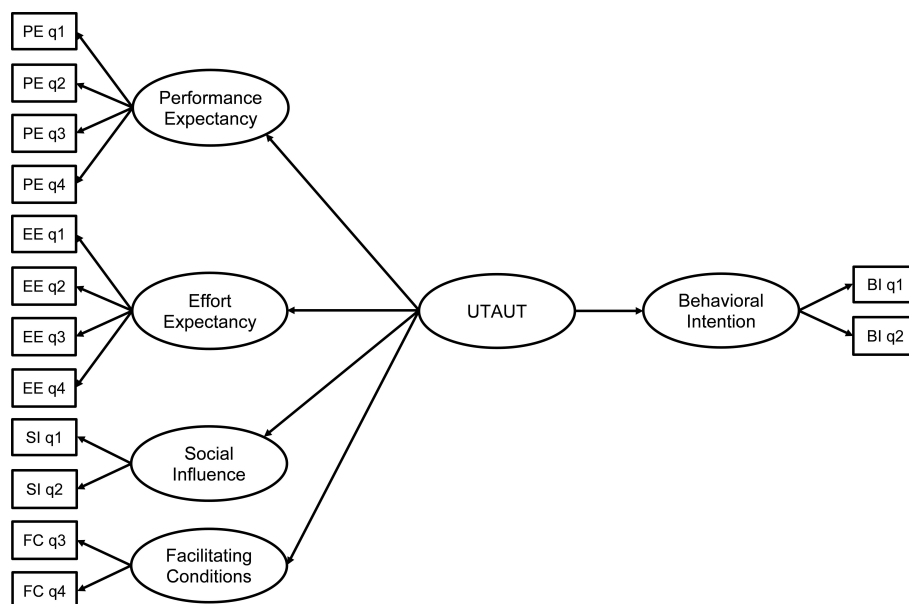 PE q1
PE q2
PE q3
PE q4
Performance
Expectancy
EE q1
EE q2
EE q3
EE q4
Effort
Expectancy
SI q1
SI q2
Social
Influence
FC q3
FC q4
Facilitating
Conditions
UTAUT
Behavioral
Intention
BI q1
BI q2